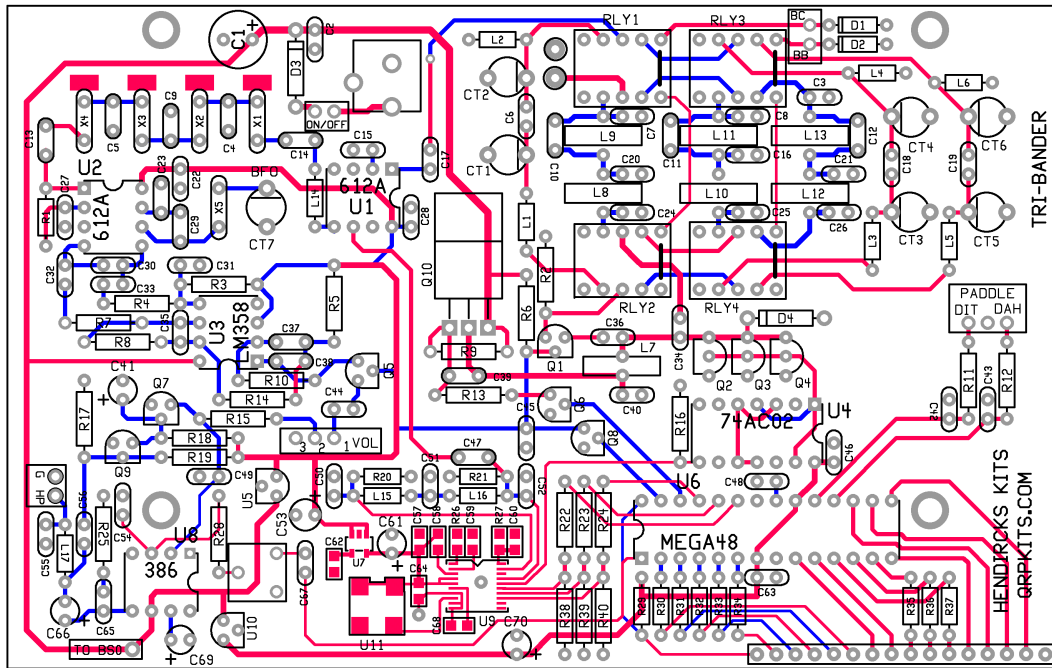 C1
+
C2
D3
ON/OFF
L2
RLY1
RLY3
BC
BB
D1
D2
CT2
C6
CT1
C10
L9
C7
L11
C8
L13
C3
C12
C11
C20
C16
C21
L8
L10
L12
C24
C25
C26
L4
L6
CT4
CT6
C18
C19
CT3
CT5
L3
L5
TRI-BANDER
C13
X4
C5
X3
C9
X2
C4
X1
C14
C15
C17
U2
612A
C27
R1
C23
C22
C29
X5
BFO
CT7
L14
612A
U1
C28
Q10
L1
R2
R6
RLY2
RLY4
C32
C30
C33
C31
R4
R3
R5
R7
R8
C35
U3
LM358
C37
C38
R10
R14
Q5
C44
R9
C39
R13
Q1
C36
L7
C40
C34
D4
Q2
Q3
Q4
PADDLE
DIT
DAH
R11
C43
R12
C42
R17
C41
+
Q7
R15
R18
R19
Q9
3 2 1 VOL
C45
Q6
Q8
R16
74AC02
U4
C46
G
HP
C56
C49
U5
C50
R20
L15
C51
C47
R21
L16
C52
U6
C48
C55
L17
R25
C54
U8
386
R28
C53
C62
U7
C61
+
C57
C58
R26
C59
R27
C60
R22
R23
R24
MEGA48
HENDIRCKS KITS
QRPKITS.COM
C66
+
C65
C69
+
U10
C67
U11
C64
C68
U9
C70
+
R38
R39
R40
R29
R30
R31
R32
R33
R34
C63
R35
R36
R37
TO BS0